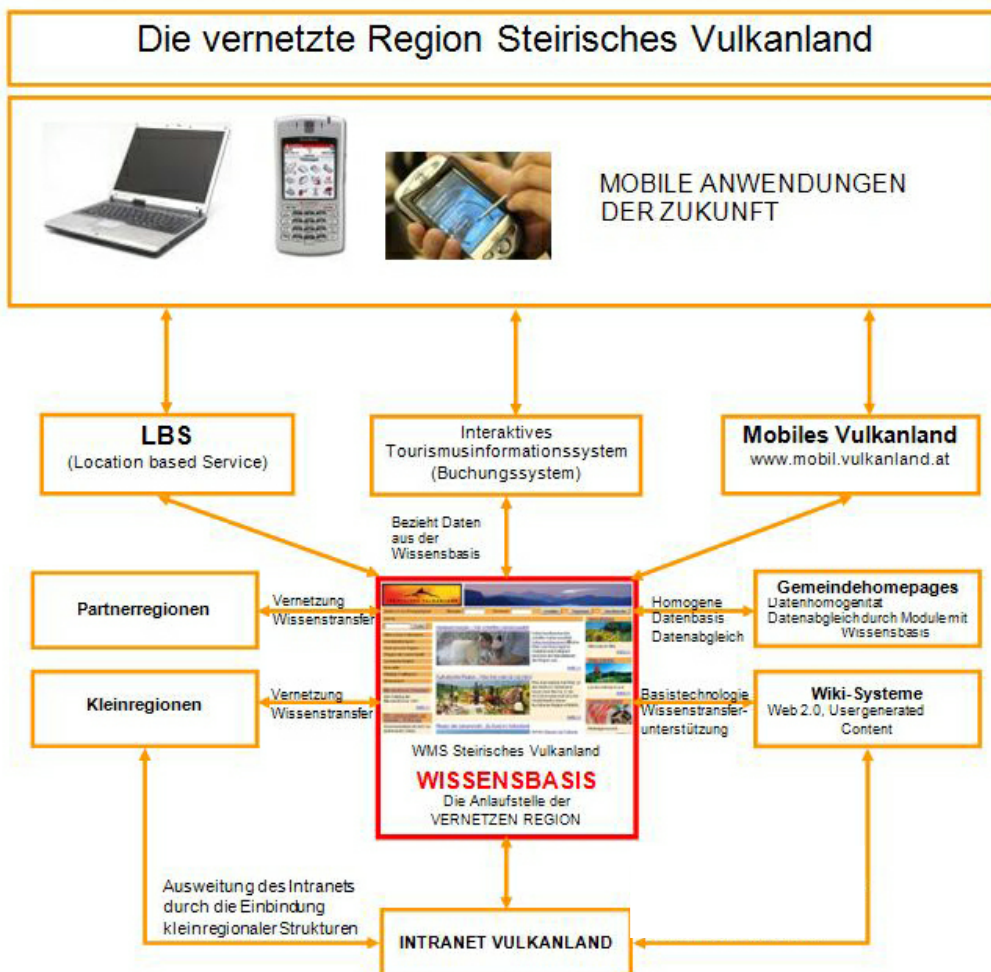 Die vernetzte Region Steirisches Vulkanland
MOBILE ANWENDUNGEN
DER ZUKUNFT
LBS
(Location based Service)
Interaktives
Tourismusinformationssystem
(Buchungssystem)
Mobiles Vulkanland
www.mobil.vulkanland.at
Bezieht Daten
aus der
Wissensbasis
Partnerregionen
Vernetzung
Wissenstransfer
Homogene
Datenbasis
Datenabgleich
Gemeindehomepages
Datenhomogenität
Datenabgleich durch Module mit
Wissensbasis
Kleinregionen
Vernetzung
Wissenstransfer
Basistechnologie
Wissenstransfer-
unterstützung
Wiki-Systeme
Web 2.0, Usergenerated
Content
WMS Steirisches Vulkanland
WISSENSBASIS
Die Anlaufstelle der
VERNETZEN REGION
Ausweitung des Intranets
durch die Einbindung
kleinregionaler Strukturen
INTRANET VULKANLAND